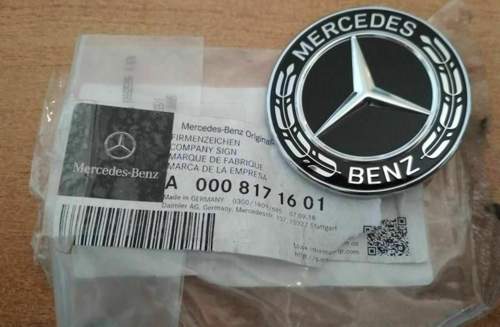 MERCEDES
BENZ
Mercedes-Benz
Mercedes-Benz Original
FIRMENZEICHEN
COMPANY SIGN
MARQUE DE FABRIQUE
MARCA DE LA EMPRESA
A 000 817 16 01
Made in GERMANY
Daimler AG, Germany, Mercedesstr. 137, 70327 Stuttgart